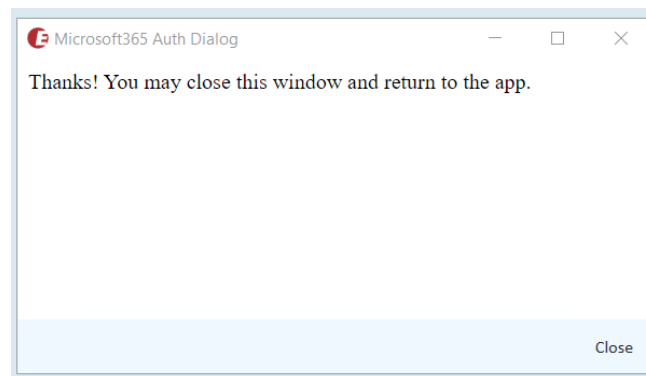 Microsoft365 Auth Dialog
Thanks! You may close this window and return to the app.
Close